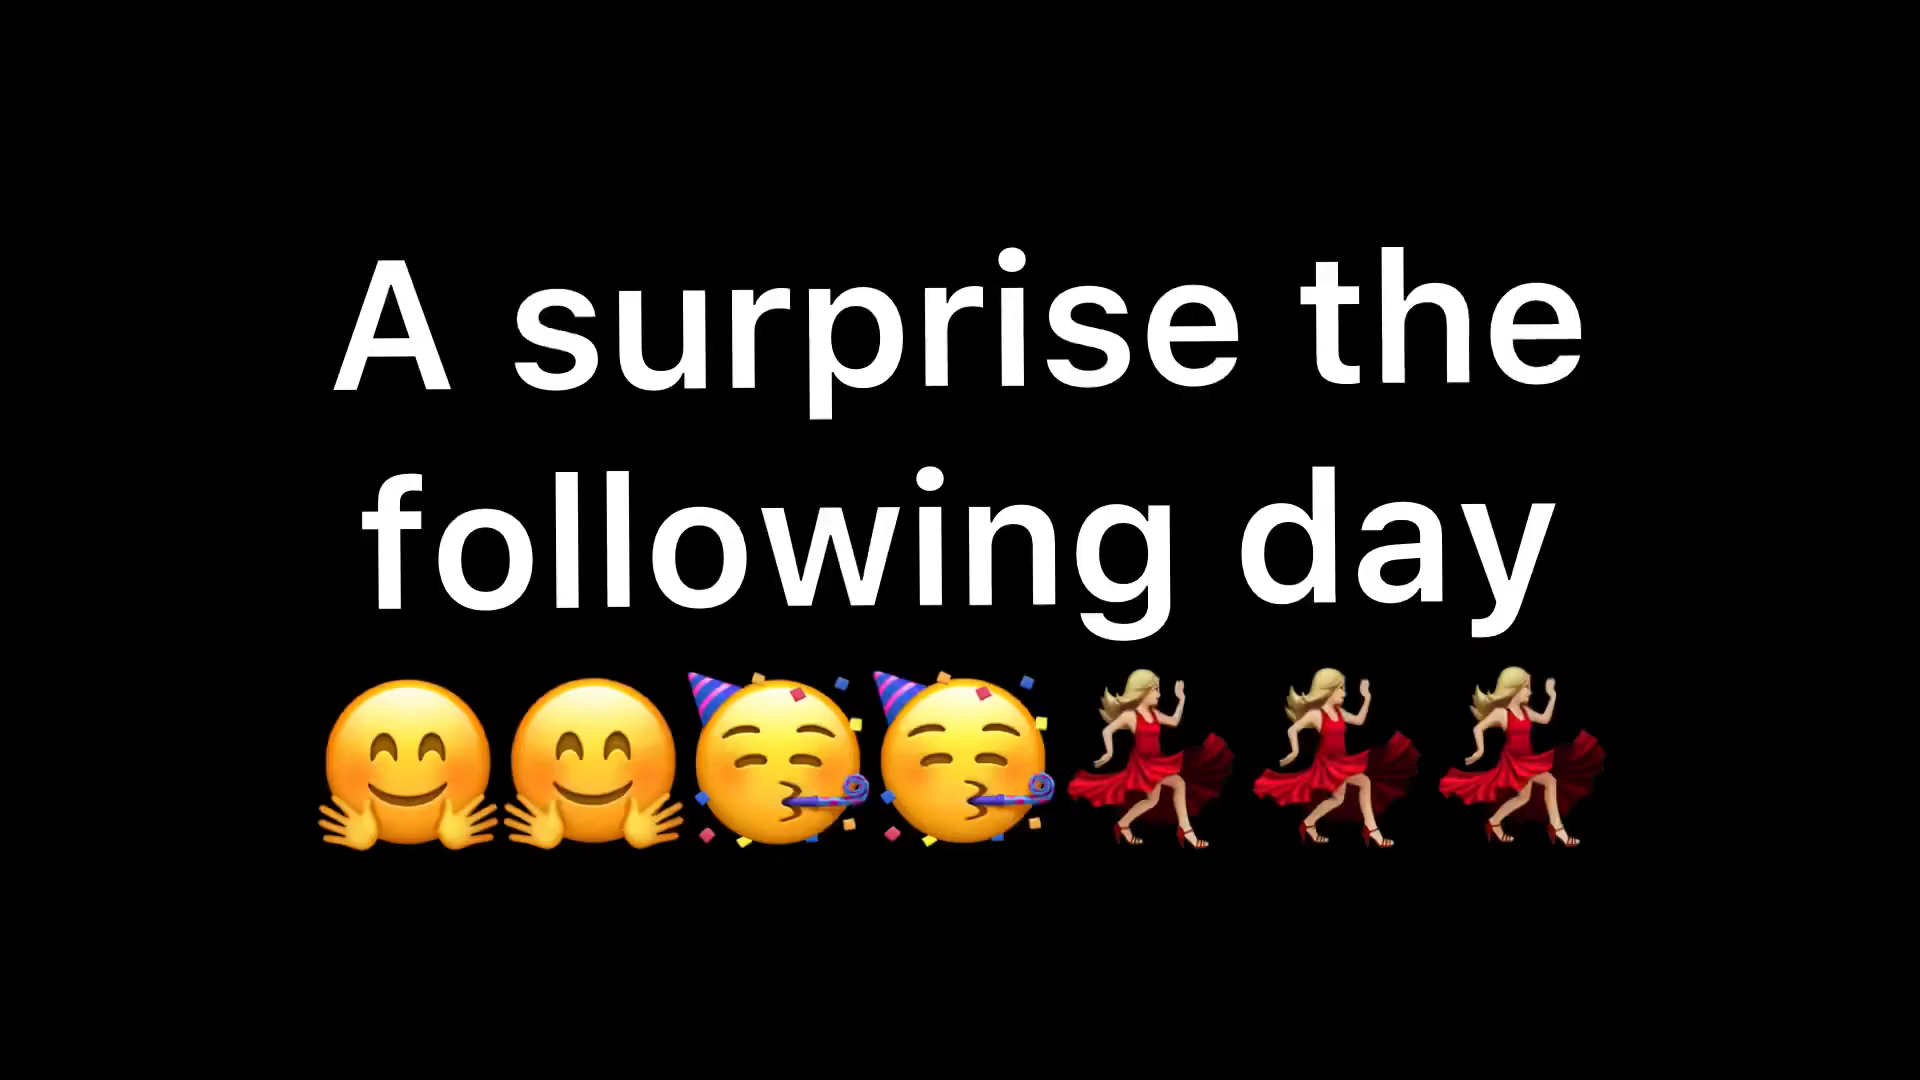 A surprise the
following day
🤗🤗🥳🥳💃🏼💃🏼💃🏼